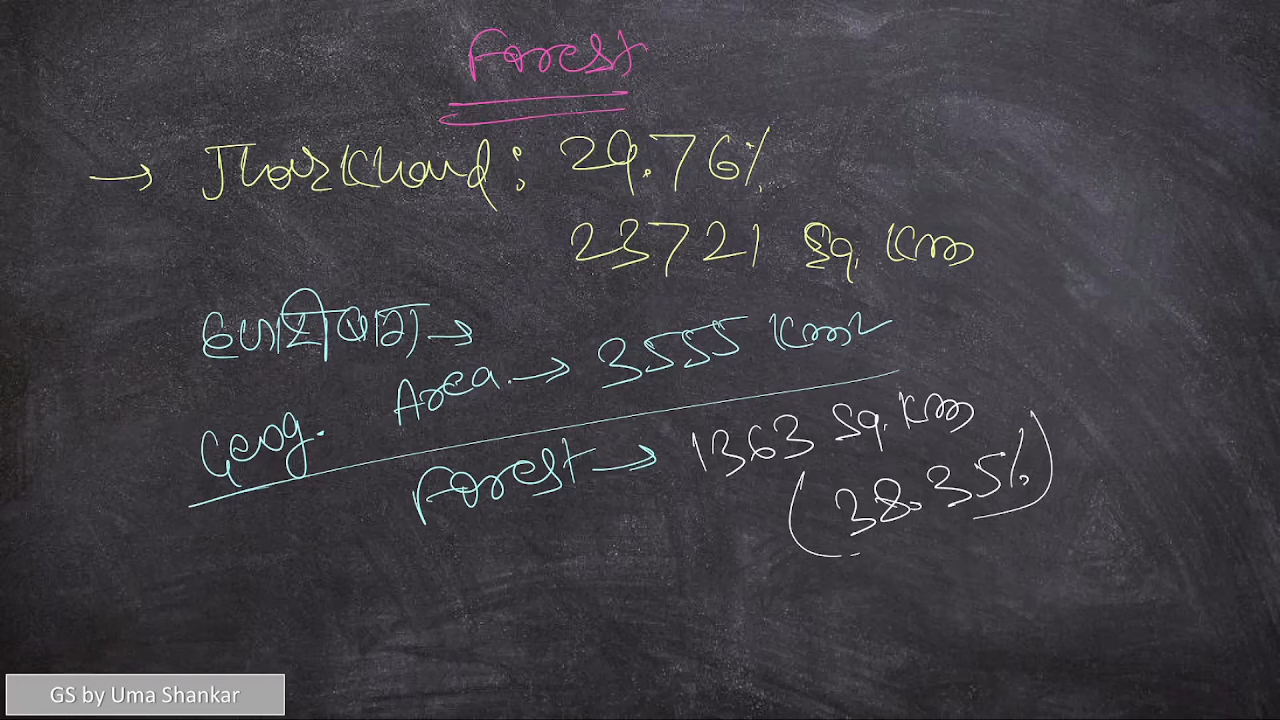 Forest
→ Jharkhand: 29.76%
23721 Sq. Km
हजारीबाग →
Geog. Area. → 3555 Km²
Forest → 1363 Sq. Km
(38.35%)
GS by Uma Shankar